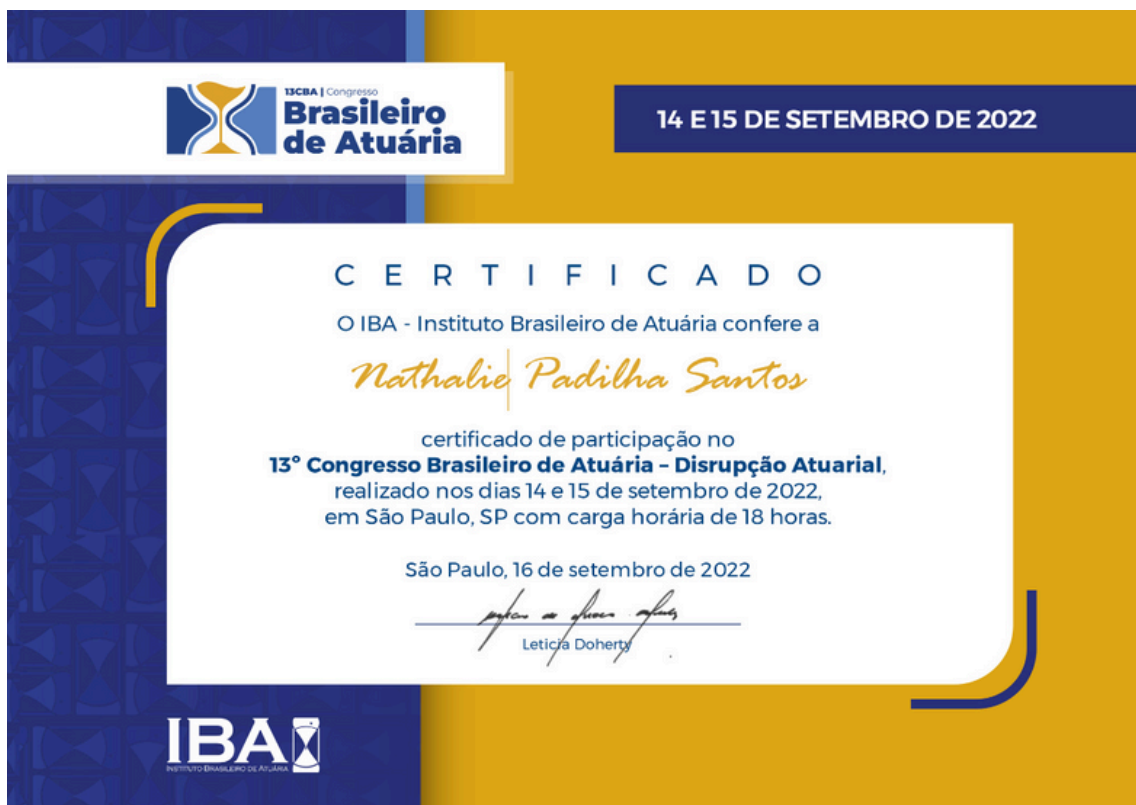 13CBA | Congresso
Brasileiro
de Atuária
14 E 15 DE SETEMBRO DE 2022
CERTIFICADO
O IBA - Instituto Brasileiro de Atuária confere a
Nathalie Padilha Santos
certificado de participação no
13º Congresso Brasileiro de Atuária – Disrupção Atuarial,
realizado nos dias 14 e 15 de setembro de 2022,
em São Paulo, SP com carga horária de 18 horas.
São Paulo, 16 de setembro de 2022
Leticia Doherty
IBA
INSTITUTO BRASILEIRO DE ATUÁRIA